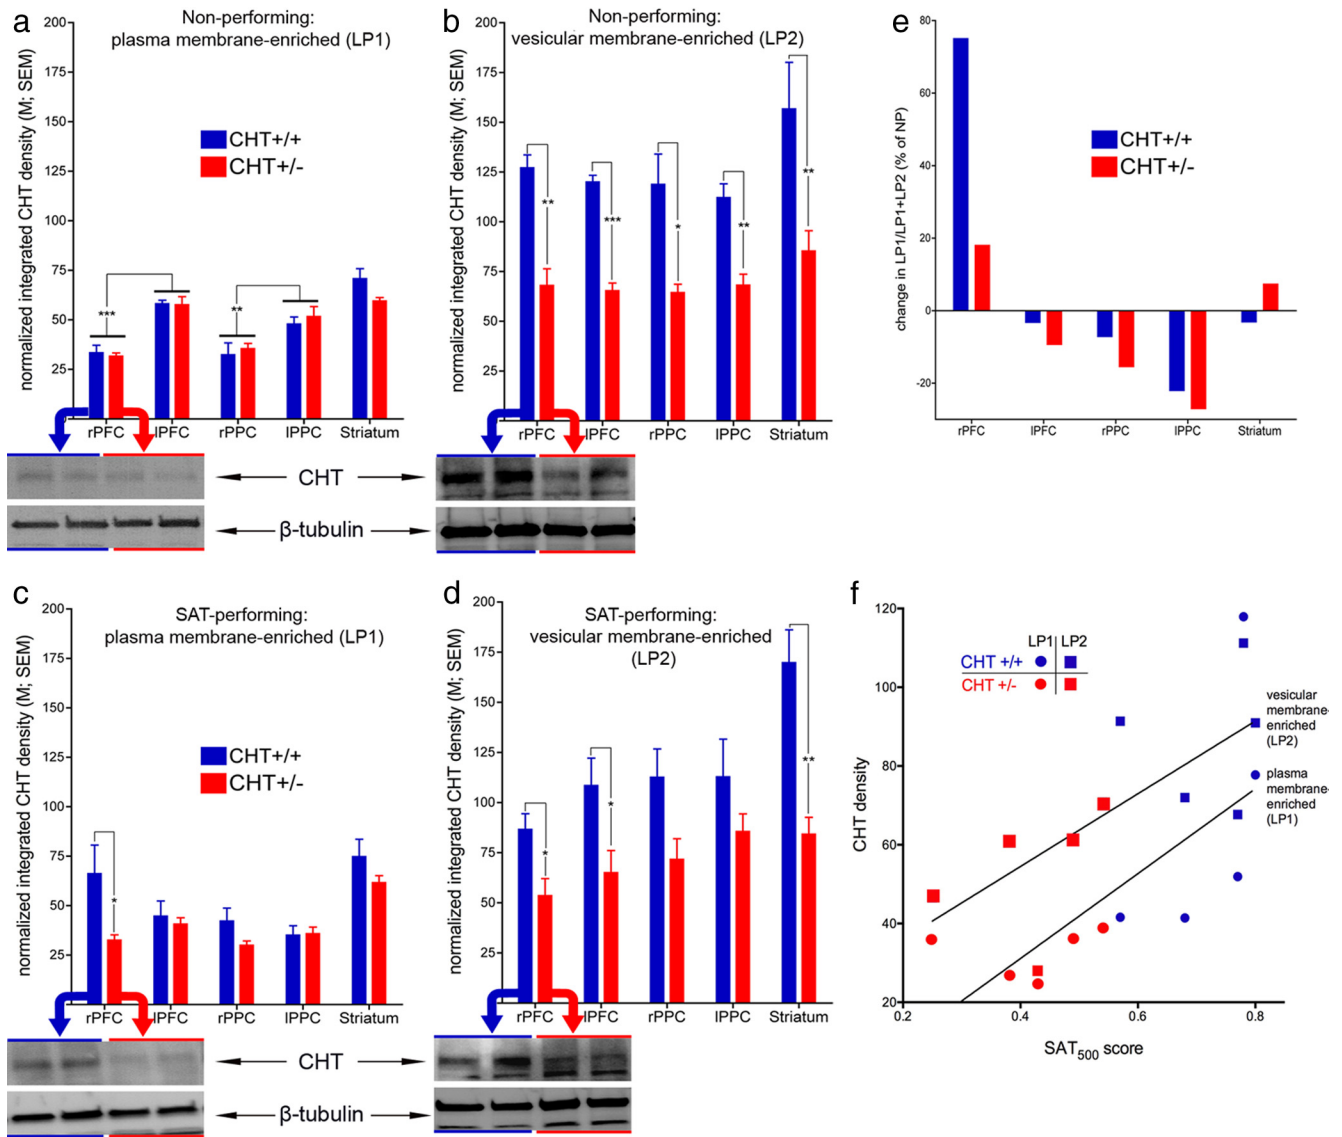 a
Non-performing:
plasma membrane-enriched (LP1)
normalized integrated CHT density (M; SEM)
200
175
150
125
100
75
50
25
CHT+/+
CHT+/-
***
**
rPFC
lPFC
rPPC
lPPC
Striatum
b
Non-performing:
vesicular membrane-enriched (LP2)
normalized integrated CHT density (M; SEM)
200
175
150
125
100
75
50
25
**
***
*
**
**
rPFC
lPFC
rPPC
lPPC
Striatum
CHT
β-tubulin
e
change in LP1/LP1+LP2 (% of NP)
80
60
40
20
0
-20
CHT+/+
CHT+/-
rPFC
lPFC
rPPC
lPPC
Striatum
c
SAT-performing:
plasma membrane-enriched (LP1)
normalized integrated CHT density (M; SEM)
200
175
150
125
100
75
50
25
CHT+/+
CHT+/-
*
rPFC
lPFC
rPPC
lPPC
Striatum
d
SAT-performing:
vesicular membrane-enriched
(LP2)
normalized integrated CHT density (M; SEM)
200
175
150
125
100
75
50
25
*
*
**
rPFC
lPFC
rPPC
lPPC
Striatum
CHT
β-tubulin
f
CHT density
120
100
80
60
40
20
LP1 LP2
CHT +/+
CHT +/-
vesicular
membrane-
enriched
(LP2)
plasma
membrane-
enriched
(LP1)
0.2
0.4
0.6
0.8
SAT500 score